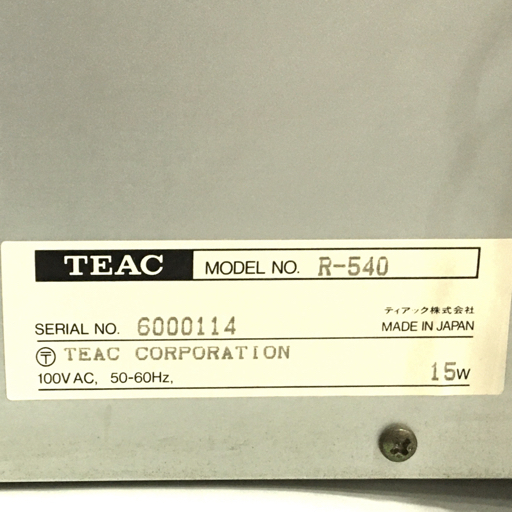 TEAC MODEL NO. R-540
ティアック株式会社
SERIAL NO. 6000114 MADE IN JAPAN
〒 TEAC CORPORATION
100V AC, 50-60Hz, 15W